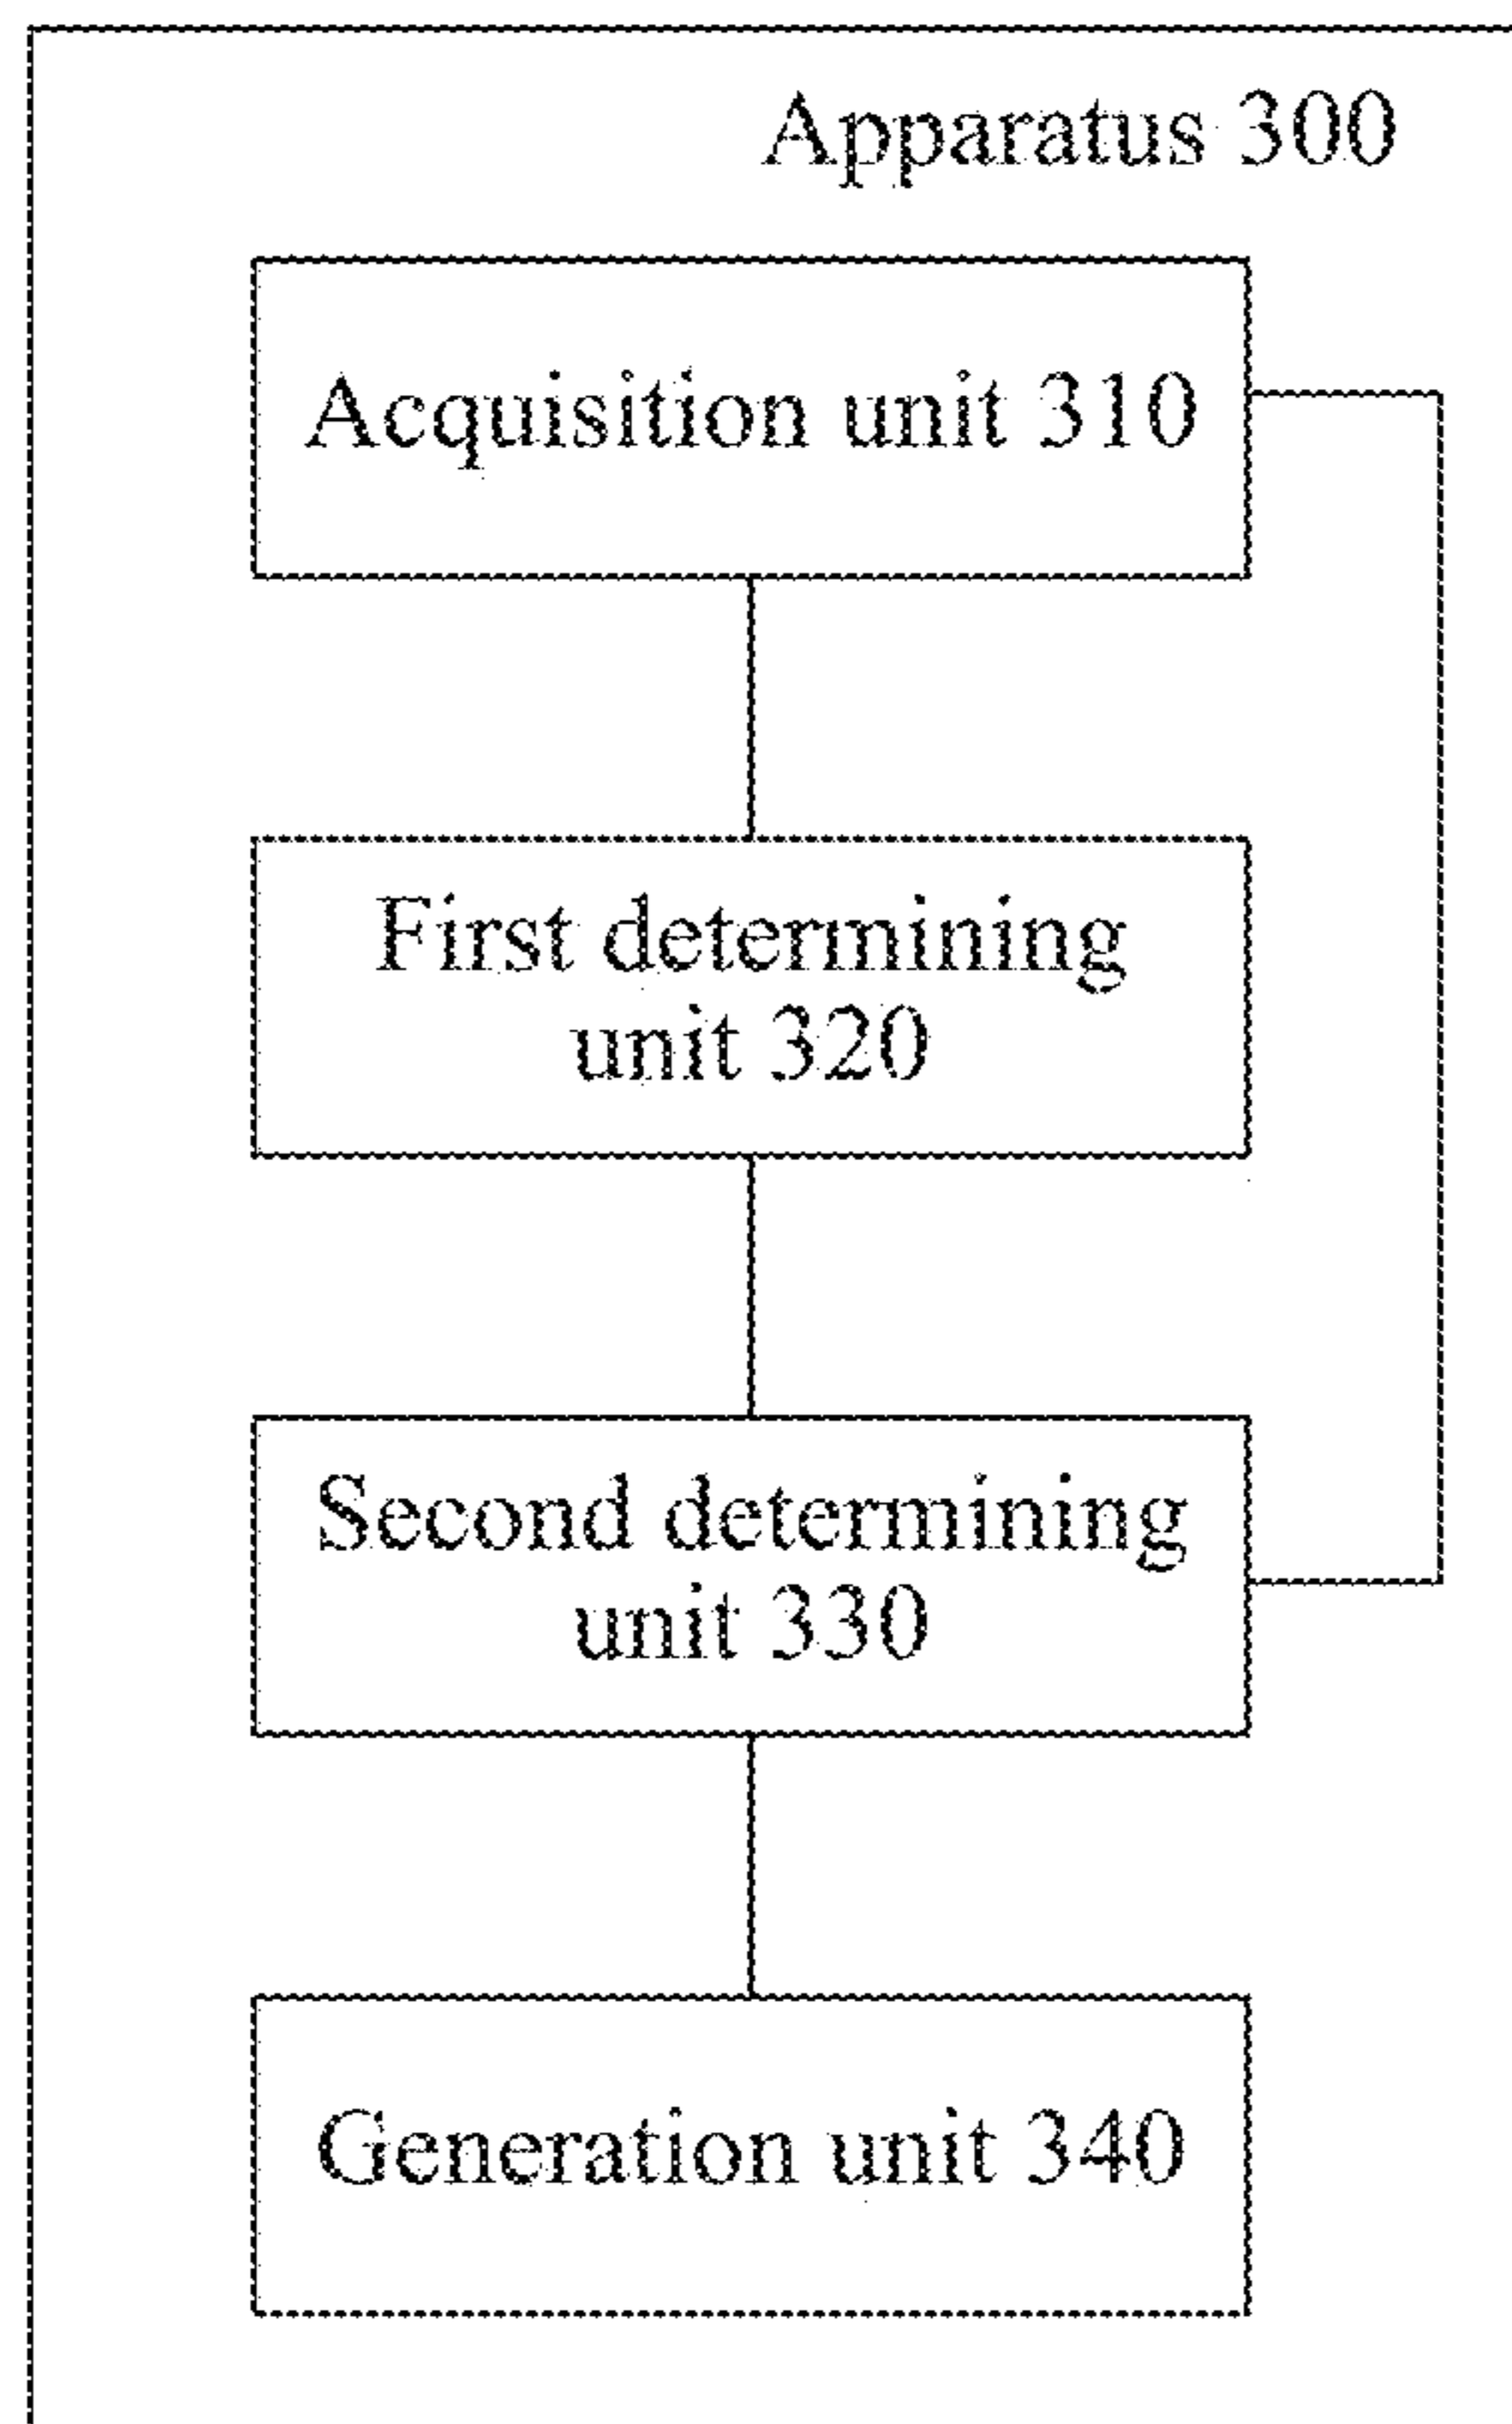 Apparatus 300
Acquisition unit 310
First determining
unit 320
Second determining
unit 330
Generation unit 340